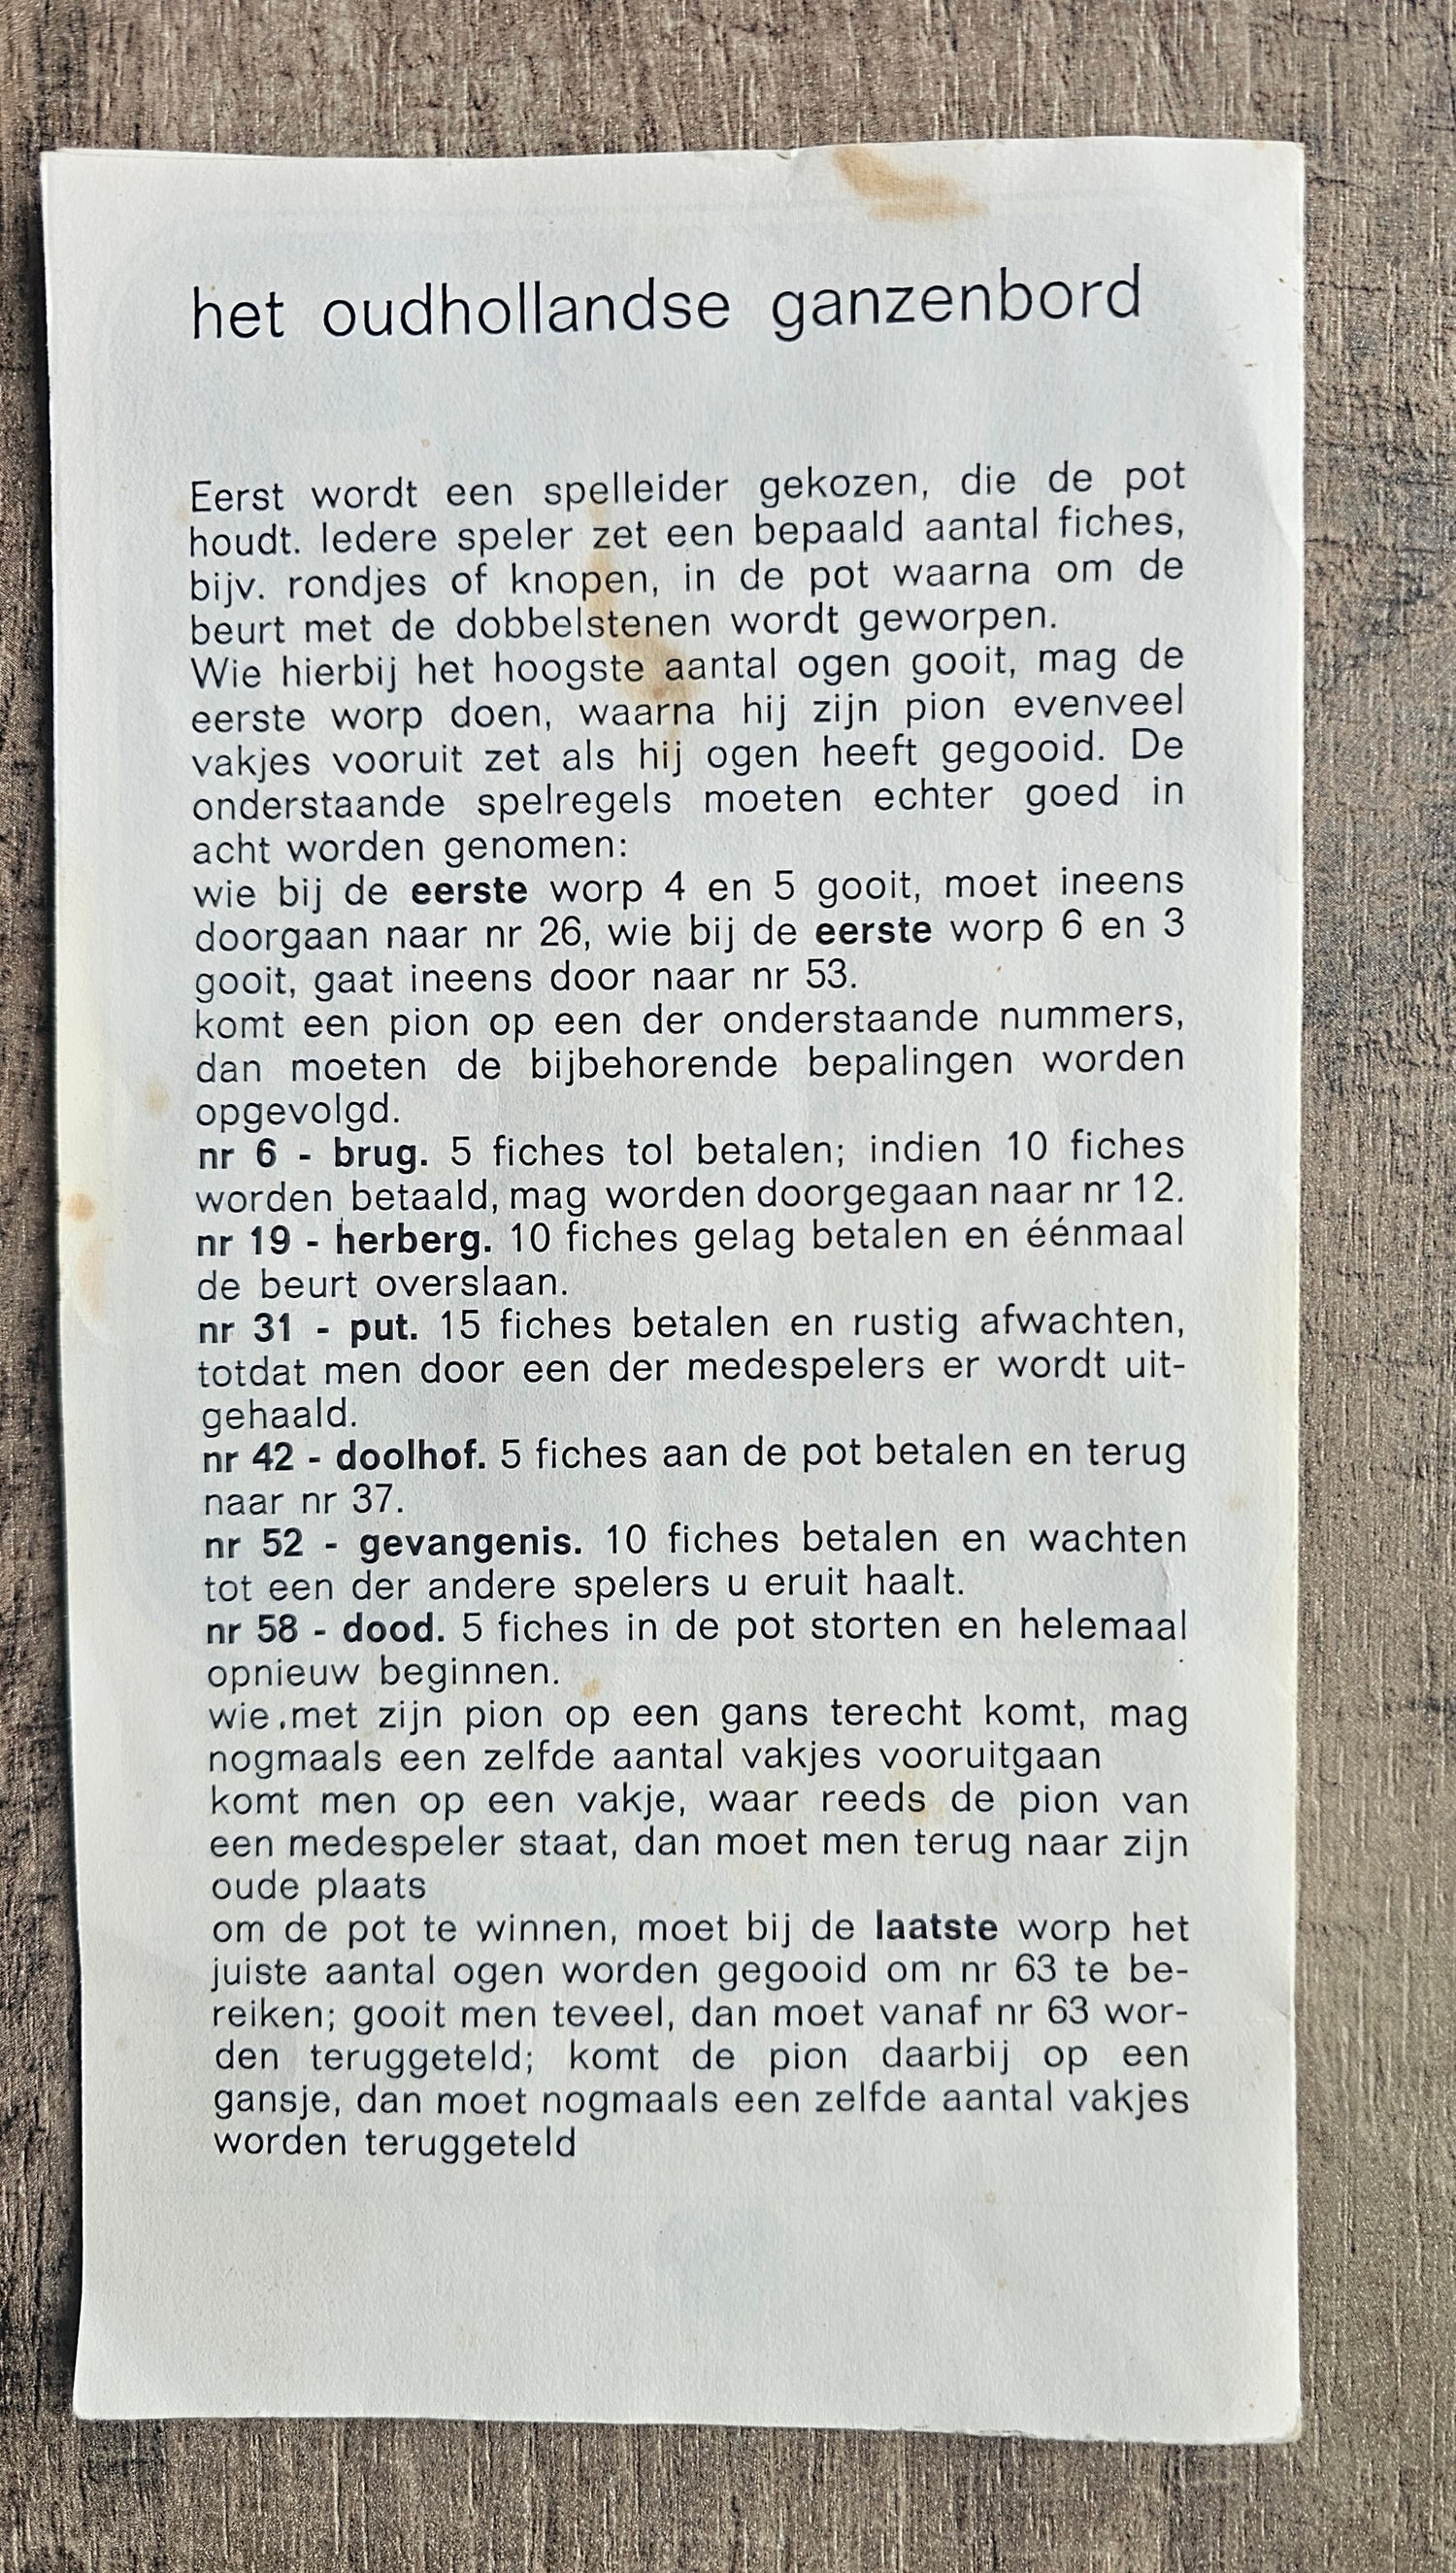 het oudhollandse ganzenbord
Eerst wordt een spelleider gekozen, die de pot
houdt. Iedere speler zet een bepaald aantal fiches,
bijv. rondjes of knopen, in de pot waarna om de
beurt met de dobbelstenen wordt geworpen.
Wie hierbij het hoogste aantal ogen gooit, mag de
eerste worp doen, waarna hij zijn pion evenveel
vakjes vooruit zet als hij ogen heeft gegooid. De
onderstaande spelregels moeten echter goed in
acht worden genomen:
wie bij de eerste worp 4 en 5 gooit, moet ineens
doorgaan naar nr 26, wie bij de eerste worp 6 en 3
gooit, gaat ineens door naar nr 53.
komt een pion op een der onderstaande nummers,
dan moeten de bijbehorende bepalingen worden
opgevolgd.
nr 6 - brug. 5 fiches tol betalen; indien 10 fiches
worden betaald, mag worden doorgegaan naar nr 12.
nr 19 - herberg. 10 fiches gelag betalen en éénmaal
de beurt overslaan.
nr 31 - put. 15 fiches betalen en rustig afwachten,
totdat men door een der medespelers er wordt uit-
gehaald.
nr 42 - doolhof. 5 fiches aan de pot betalen en terug
naar nr 37.
nr 52 - gevangenis. 10 fiches betalen en wachten
tot een der andere spelers u eruit haalt.
nr 58 - dood. 5 fiches in de pot storten en helemaal
opnieuw beginnen.
wie met zijn pion op een gans terecht komt, mag
nogmaals een zelfde aantal vakjes vooruitgaan
komt men op een vakje, waar reeds de pion van
een medespeler staat, dan moet men terug naar zijn
oude plaats
om de pot te winnen, moet bij de laatste worp het
juiste aantal ogen worden gegooid om nr 63 te be-
reiken; gooit men teveel, dan moet vanaf nr 63 wor-
den teruggeteld; komt de pion daarbij op een
gansje, dan moet nogmaals een zelfde aantal vakjes
worden teruggeteld